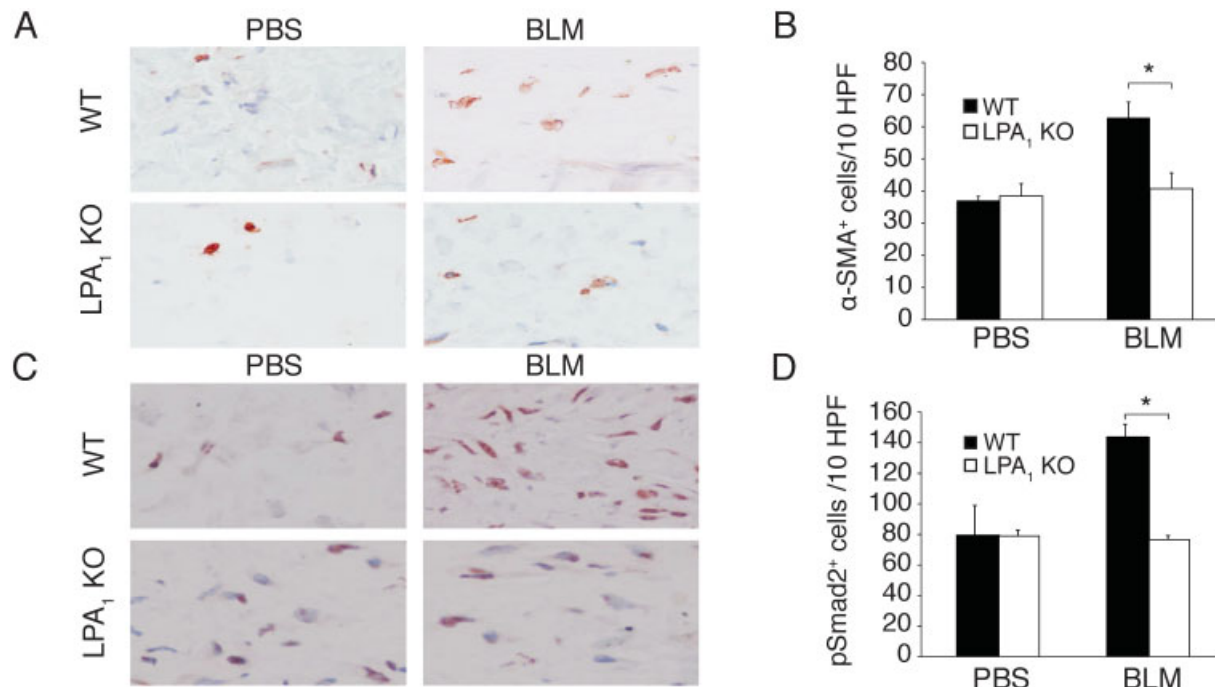 A
PBS
BLM
WT
LPA₁ KO
B
α-SMA⁺ cells/10 HPF
80
70
60
50
40
30
20
10
0
WT
LPA₁ KO
*
PBS
BLM
C
PBS
BLM
WT
LPA₁ KO
D
pSmad2⁺ cells /10 HPF
160
140
120
100
80
60
40
20
0
WT
LPA₁ KO
*
PBS
BLM